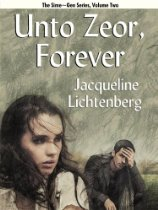 The Sime—Gen Series, Volume Two
Unto Zeor,
Forever
Jacqueline
Lichtenberg